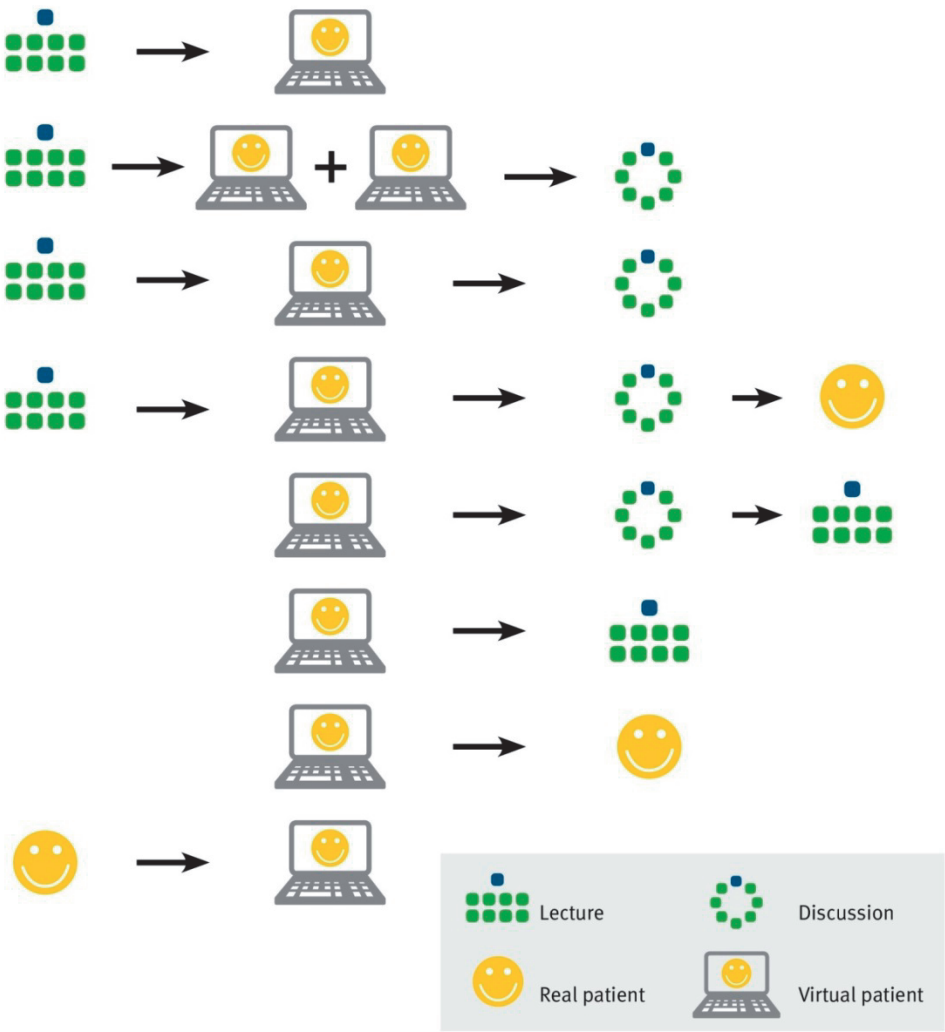 +
Lecture
Discussion
Real patient
Virtual patient